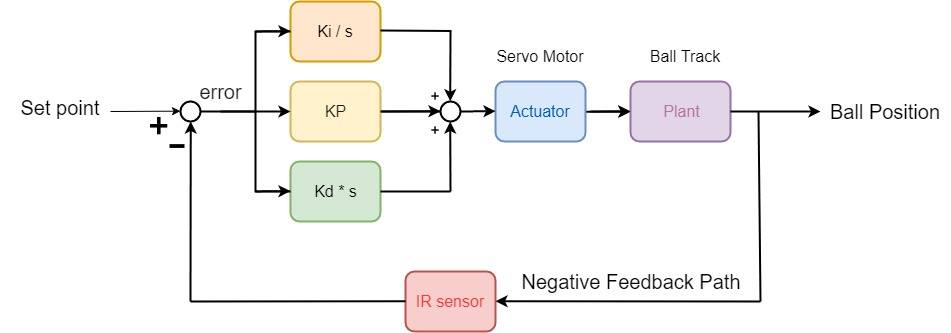 Ki / s
Servo Motor
Ball Track
error
Set point
+
−
KP
+
+
Actuator
Plant
Ball Position
Kd * s
Negative Feedback Path
IR sensor